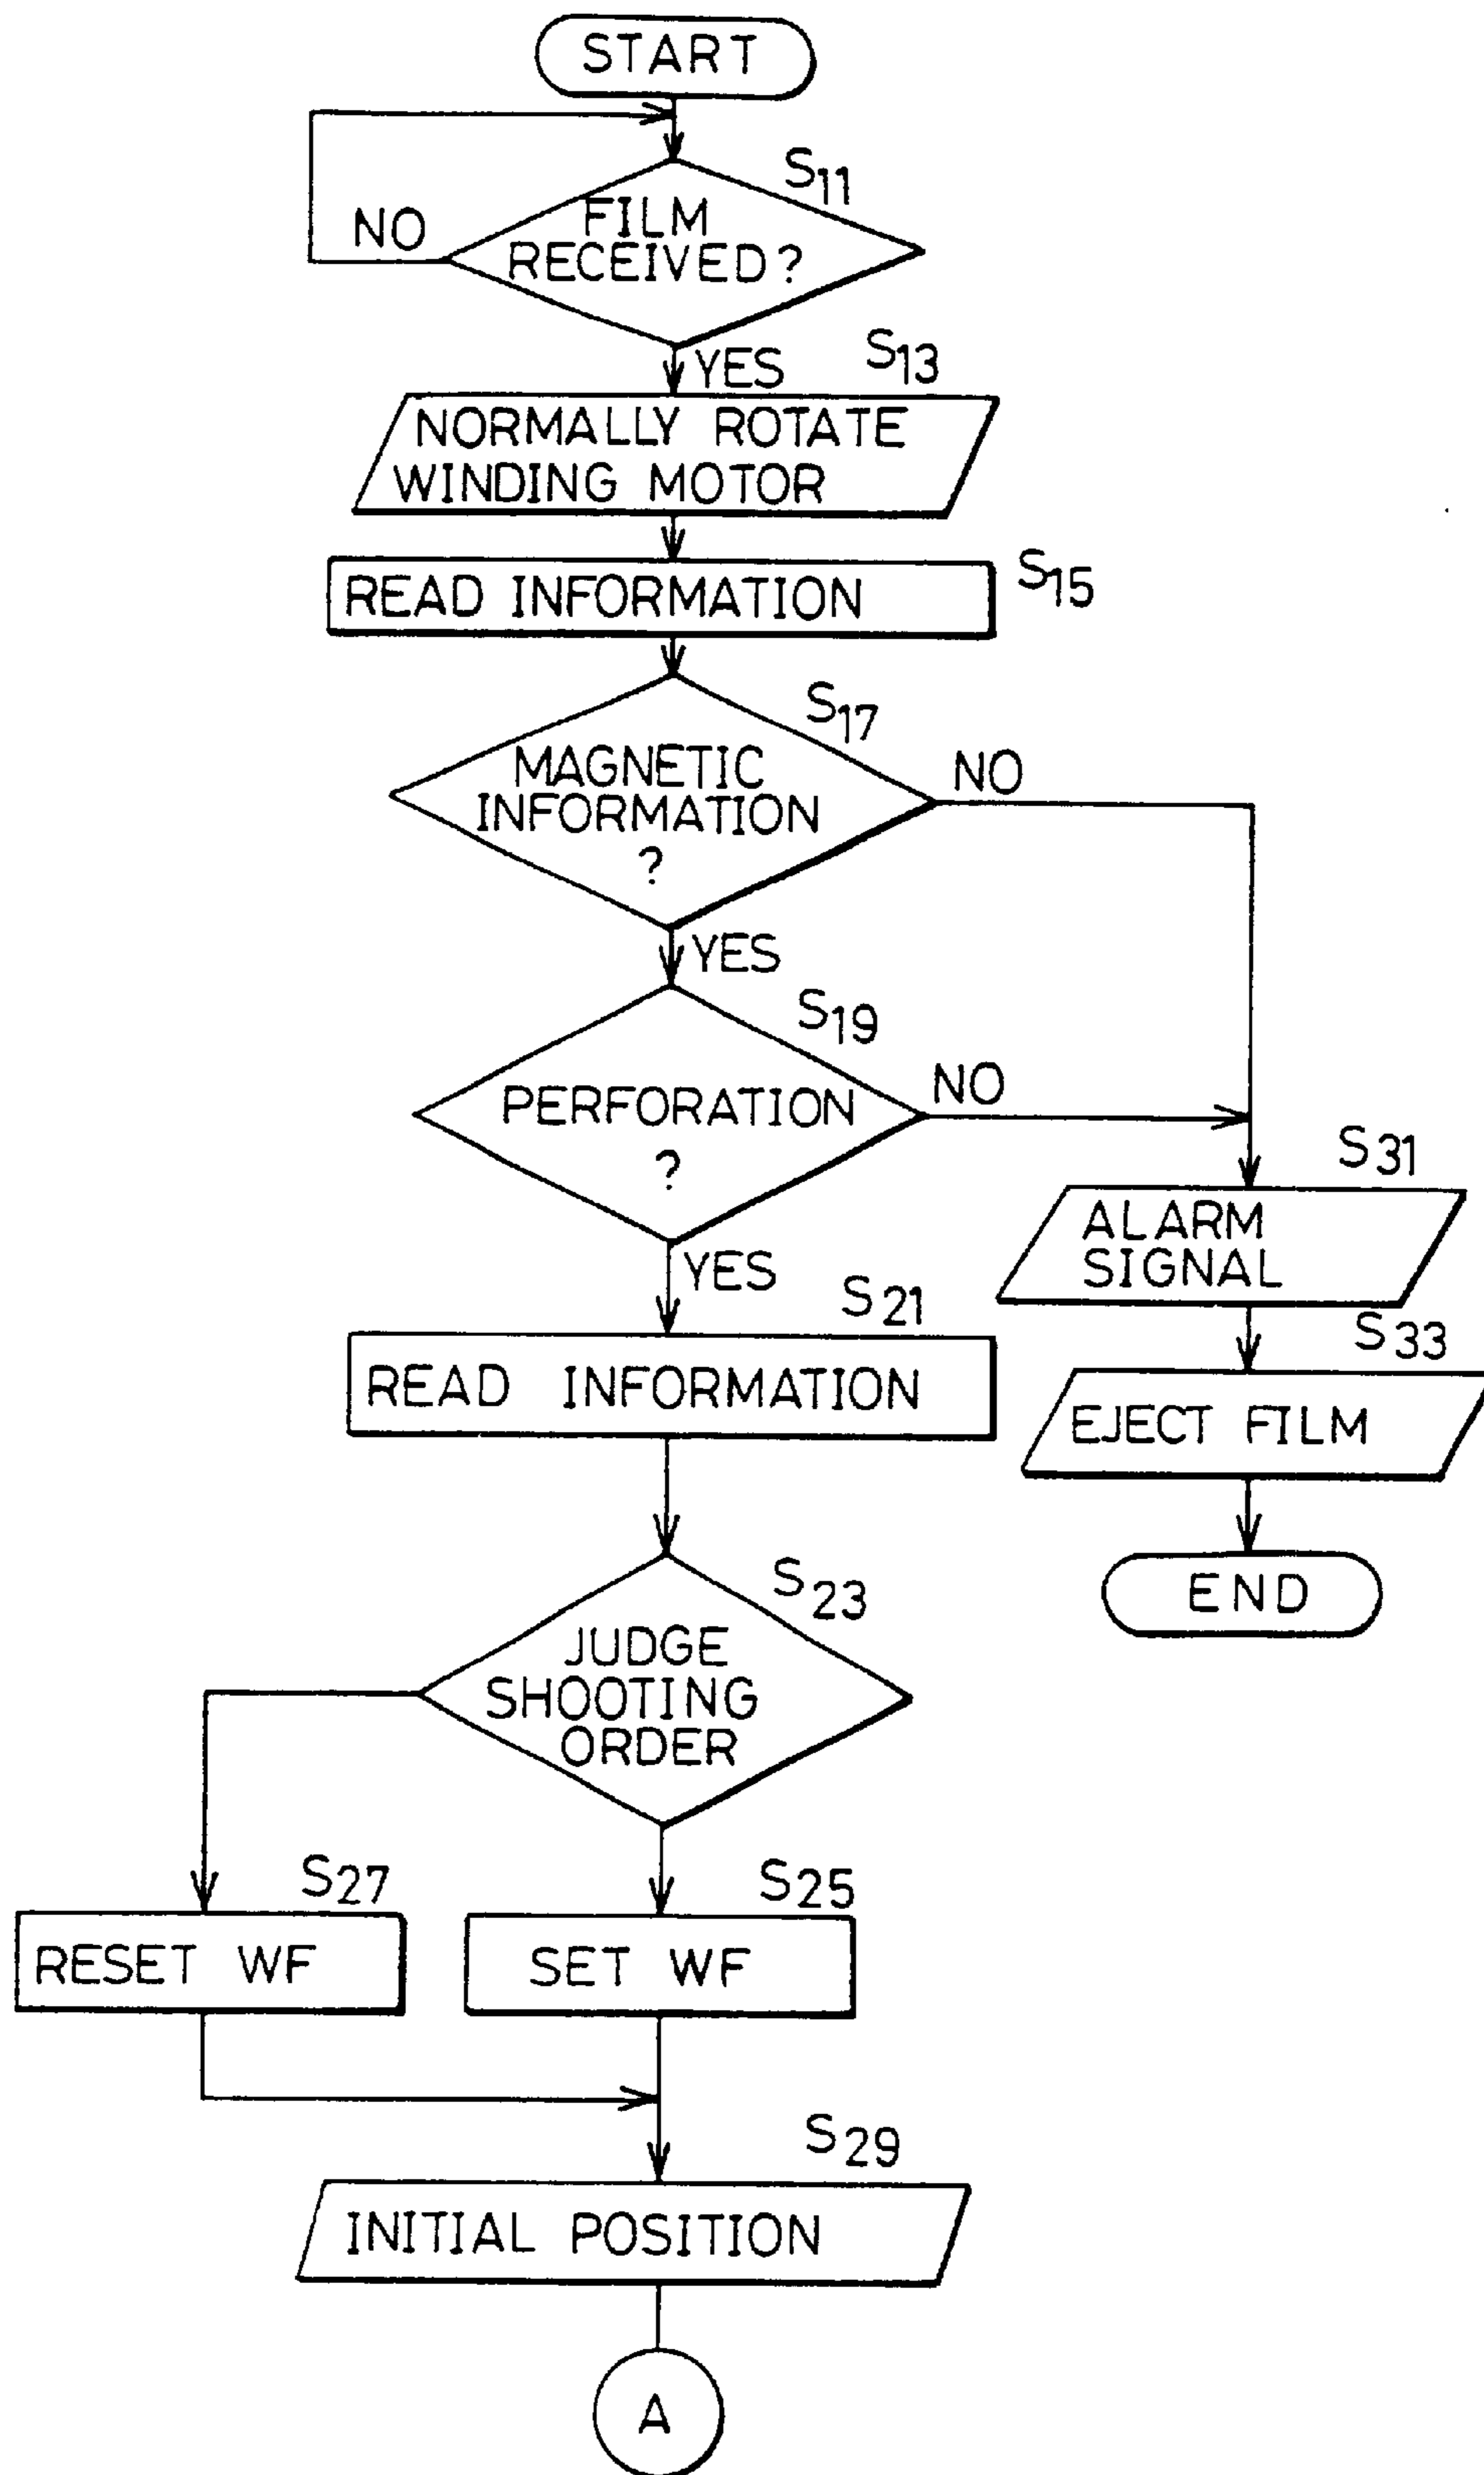 START
S11
NO
FILM
RECEIVED?
YES
S13
NORMALLY ROTATE
WINDING MOTOR
READ INFORMATION
S15
S17
MAGNETIC
INFORMATION
?
NO
YES
S19
PERFORATION
?
NO
YES
S31
ALARM
SIGNAL
S21
READ INFORMATION
S33
EJECT FILM
END
S23
JUDGE
SHOOTING
ORDER
S27
S25
RESET WF
SET WF
S29
INITIAL POSITION
A